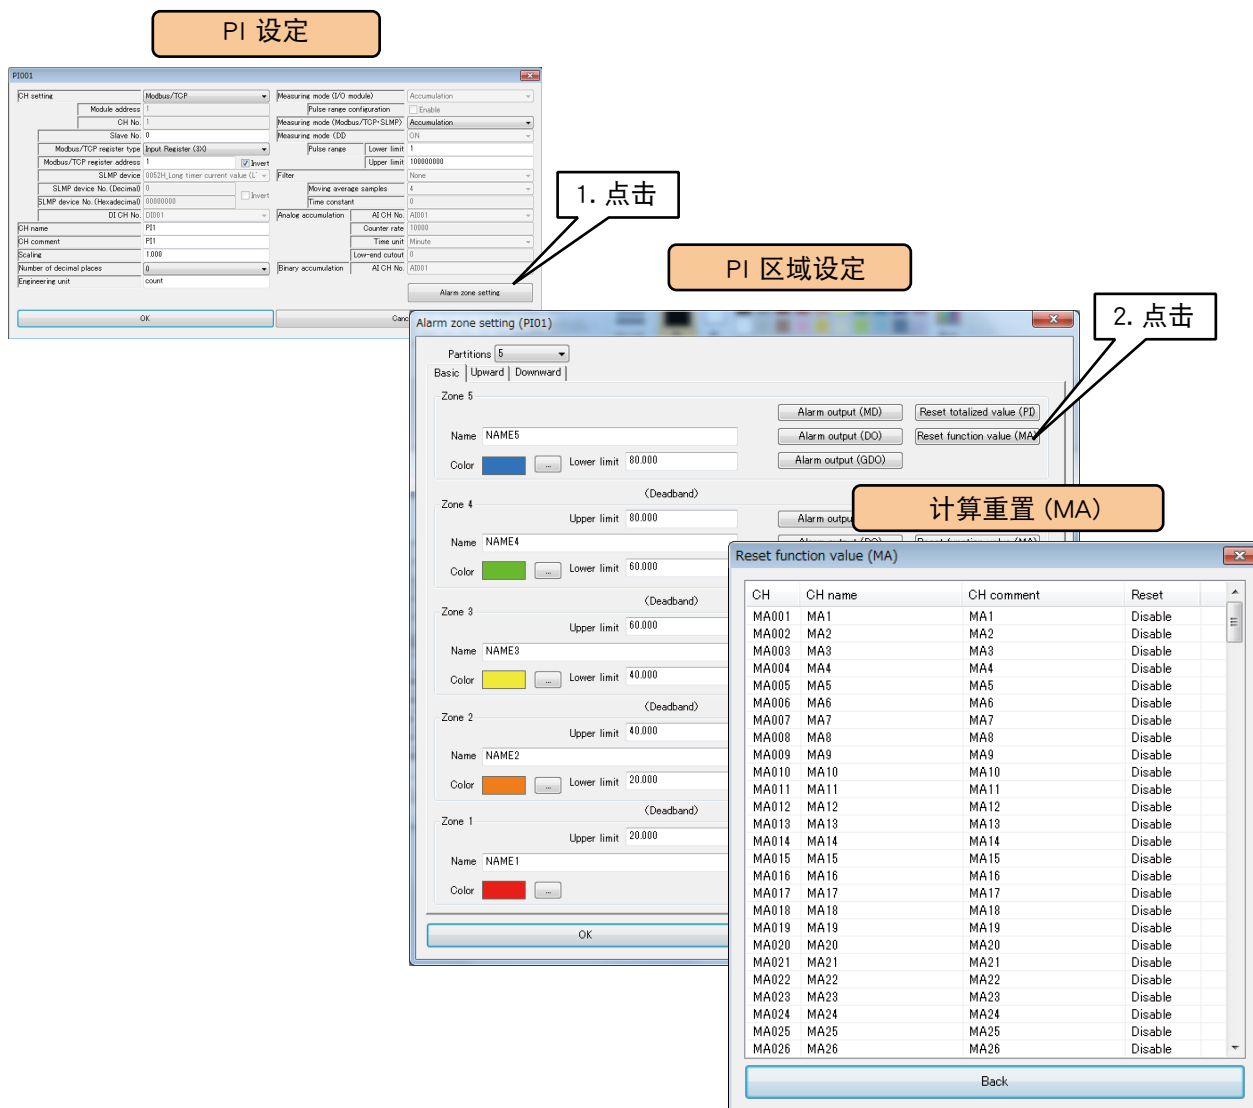 PI 设定
PI001
CH setting Modbus/TCP
Module address 1
CH No. 1
Slave No. 0
Modbus/TCP register type Input Register (3X)
Modbus/TCP register address 1 Invert
SLMP device 0052H_Long timer current value (L
SLMP device No. (Decimal) 0
Invert
SLMP device No. (Hexadecimal) 00000000
DI CH No. DI001
CH name PI1
CH comment PI1
Scaling 1.000
Number of decimal places 0
Engineering unit count
Measuring mode (I/O module) Accumulation
Pulse range configuration Enable
Measuring mode (Modbus/TCP・SLMP) Accumulation
Measuring mode (DI) ON
Pulse range Lower limit 1
Upper limit 100000000
Filter None
Moving average samples 4
Time constant 0
Analog accumulation AI CH No. AI001
Counter rate 10000
Time unit Minute
Low-end cutout 0
Binary accumulation AI CH No. AI001
Alarm zone setting
OK
Canc
1. 点击
PI 区域设定
2. 点击
Alarm zone setting (PI01)
Partitions 5
Basic Upward Downward
Zone 5
Alarm output (MD) Reset totalized value (PI)
Name NAME5 Alarm output (DO) Reset function value (MA)
Color ... Lower limit 80.000 Alarm output (GDO)
(Deadband)
Zone 4
Upper limit 80.000 Alarm outpu
Name NAME4
Color ... Lower limit 60.000
(Deadband)
Zone 3
Upper limit 60.000
Name NAME3
Color ... Lower limit 40.000
(Deadband)
Zone 2
Upper limit 40.000
Name NAME2
Color ... Lower limit 20.000
(Deadband)
Zone 1
Upper limit 20.000
Name NAME1
Color ...
OK
计算重置 (MA)
Reset function value (MA)
CH CH name CH comment Reset
MA001 MA1 MA1 Disable
MA002 MA2 MA2 Disable
MA003 MA3 MA3 Disable
MA004 MA4 MA4 Disable
MA005 MA5 MA5 Disable
MA006 MA6 MA6 Disable
MA007 MA7 MA7 Disable
MA008 MA8 MA8 Disable
MA009 MA9 MA9 Disable
MA010 MA10 MA10 Disable
MA011 MA11 MA11 Disable
MA012 MA12 MA12 Disable
MA013 MA13 MA13 Disable
MA014 MA14 MA14 Disable
MA015 MA15 MA15 Disable
MA016 MA16 MA16 Disable
MA017 MA17 MA17 Disable
MA018 MA18 MA18 Disable
MA019 MA19 MA19 Disable
MA020 MA20 MA20 Disable
MA021 MA21 MA21 Disable
MA022 MA22 MA22 Disable
MA023 MA23 MA23 Disable
MA024 MA24 MA24 Disable
MA025 MA25 MA25 Disable
MA026 MA26 MA26 Disable
Back